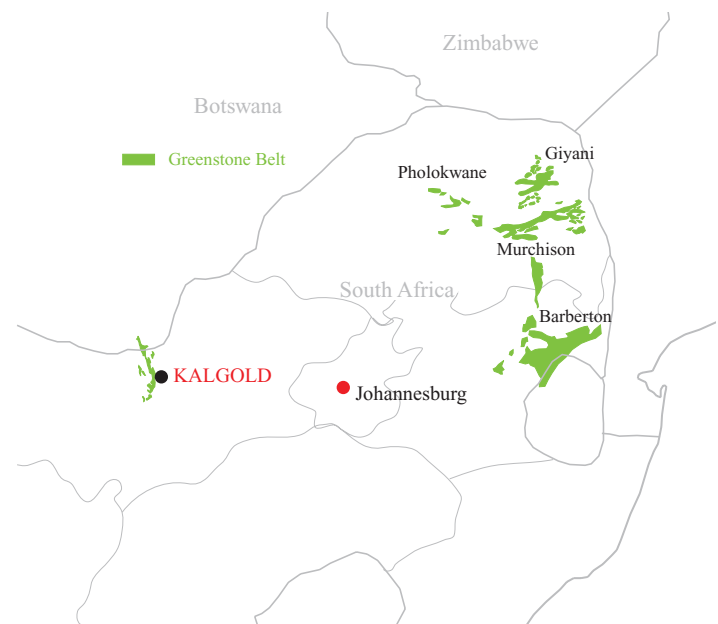 Zimbabwe
Botswana
Greenstone Belt
Giyani
Pholokwane
Murchison
South Africa
Barberton
KALGOLD
Johannesburg